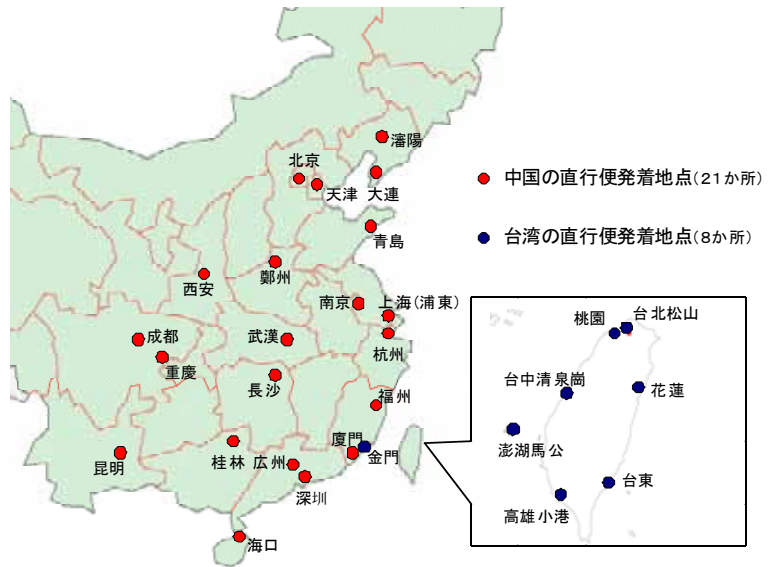 瀋陽
北京
天津
大連
中国の直行便発着地点(21か所)
青島
台湾の直行便発着地点(8か所)
鄭州
西安
南京
上海(浦東)
成都
武漢
杭州
重慶
長沙
福州
廈門
金門
昆明
桂林
広州
深圳
海口
桃園
台北松山
台中清泉崗
花蓮
澎湖馬公
台東
高雄小港